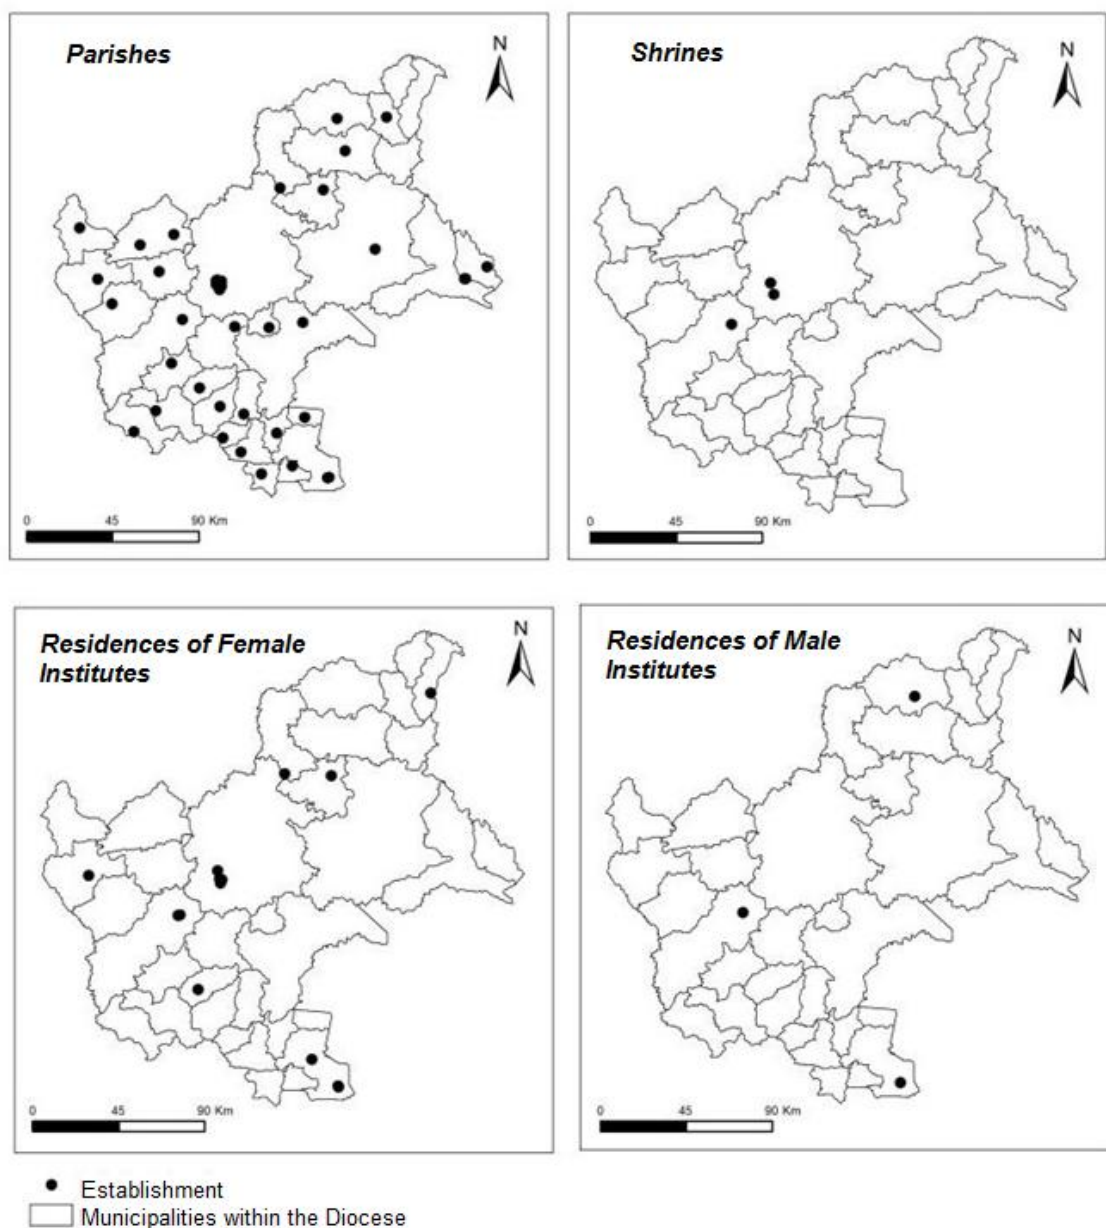 Parishes
N
0 45 90 Km
Shrines
N
0 45 90 Km
Residences of Female
Institutes
N
0 45 90 Km
Residences of Male
Institutes
N
0 45 90 Km
Establishment
Municipalities within the Diocese